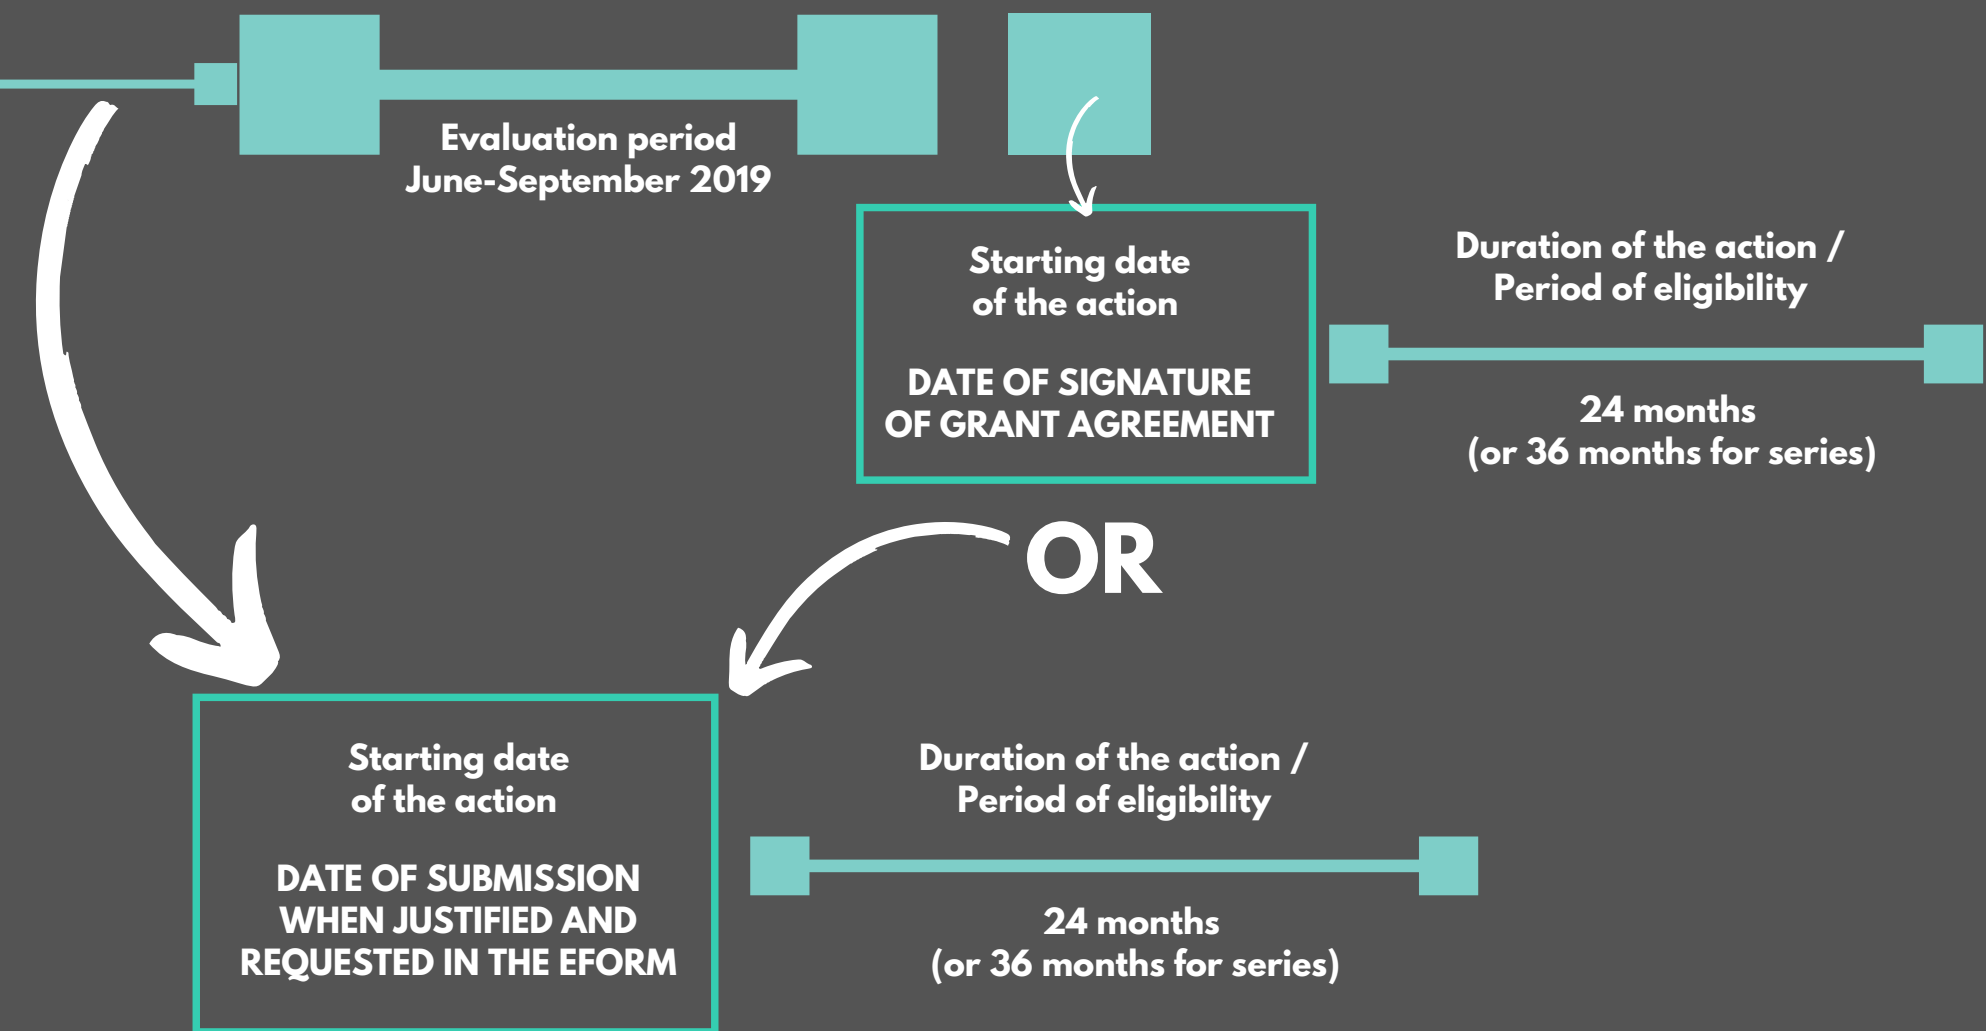 Evaluation period
June-September 2019
Starting date
of the action
DATE OF SIGNATURE
OF GRANT AGREEMENT
Duration of the action /
Period of eligibility
24 months
(or 36 months for series)
OR
Starting date
of the action
DATE OF SUBMISSION
WHEN JUSTIFIED AND
REQUESTED IN THE EFORM
Duration of the action /
Period of eligibility
24 months
(or 36 months for series)